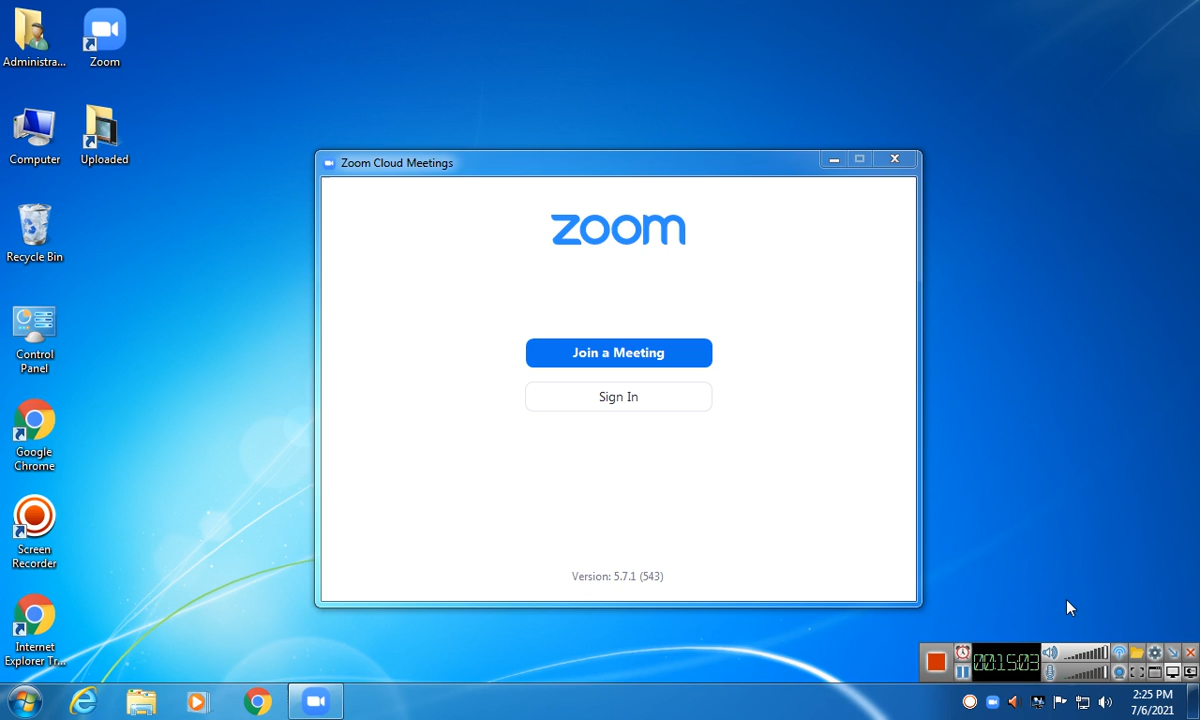 Administra...
Zoom
Computer
Uploaded
Recycle Bin
Control
Panel
Google
Chrome
Screen
Recorder
Internet
Explorer Tr...
Zoom Cloud Meetings
zoom
Join a Meeting
Sign In
Version: 5.7.1 (543)
00:15:03
2:25 PM
7/6/2021